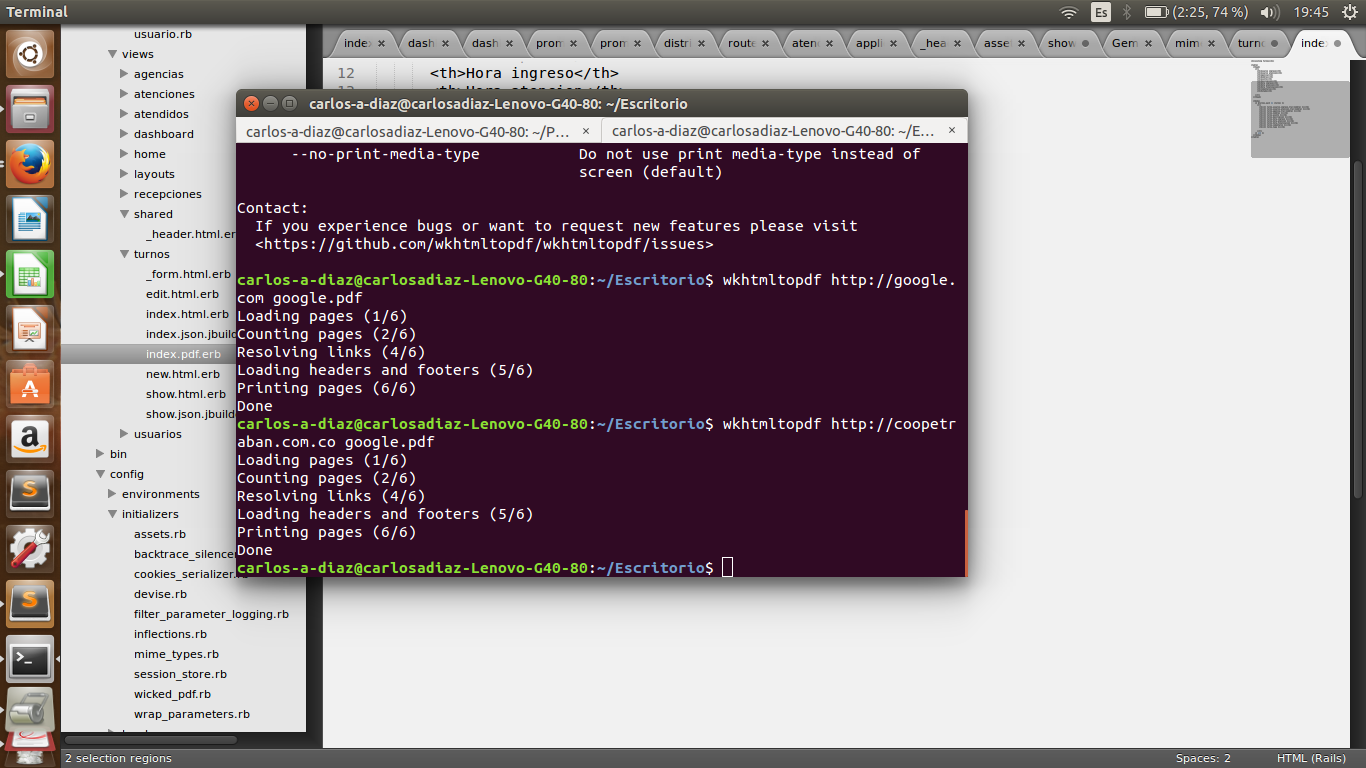 Terminal
Es
(2:25, 74 %)
19:45
usuario.rb
views
agencias
atenciones
atendidos
dashboard
home
layouts
recepciones
shared
_header.html.er
turnos
_form.html.erb
edit.html.erb
index.html.erb
index.json.jbuil
index.pdf.erb
new.html.erb
show.html.erb
show.json.jbuild
usuarios
bin
config
environments
initializers
assets.rb
backtrace_silencer
cookies_serializer.rb
devise.rb
filter_parameter_logging.rb
inflections.rb
mime_types.rb
session_store.rb
wicked_pdf.rb
wrap_parameters.rb
index ×
dash ×
dash ×
prom ×
prom ×
distri ×
route ×
atenc ×
appli ×
_hea ×
asse ×
show
Gem ×
mime ×
turn
index
12 <th>Hora ingreso</th>
carlos-a-diaz@carlosadiaz-Lenovo-G40-80: ~/Escritorio
carlos-a-diaz@carlosadiaz-Lenovo-G40-80: ~/P... ×
carlos-a-diaz@carlosadiaz-Lenovo-G40-80: ~/E... ×
--no-print-media-type Do not use print media-type instead of
screen (default)
Contact:
If you experience bugs or want to request new features please visit
<https://github.com/wkhtmltopdf/wkhtmltopdf/issues>
carlos-a-diaz@carlosadiaz-Lenovo-G40-80:~/Escritorio$ wkhtmltopdf http://google.
com google.pdf
Loading pages (1/6)
Counting pages (2/6)
Resolving links (4/6)
Loading headers and footers (5/6)
Printing pages (6/6)
Done
carlos-a-diaz@carlosadiaz-Lenovo-G40-80:~/Escritorio$ wkhtmltopdf http://coopetr
aban.com.co google.pdf
Loading pages (1/6)
Counting pages (2/6)
Resolving links (4/6)
Loading headers and footers (5/6)
Printing pages (6/6)
Done
carlos-a-diaz@carlosadiaz-Lenovo-G40-80:~/Escritorio$
2 selection regions
Spaces: 2
HTML (Rails)